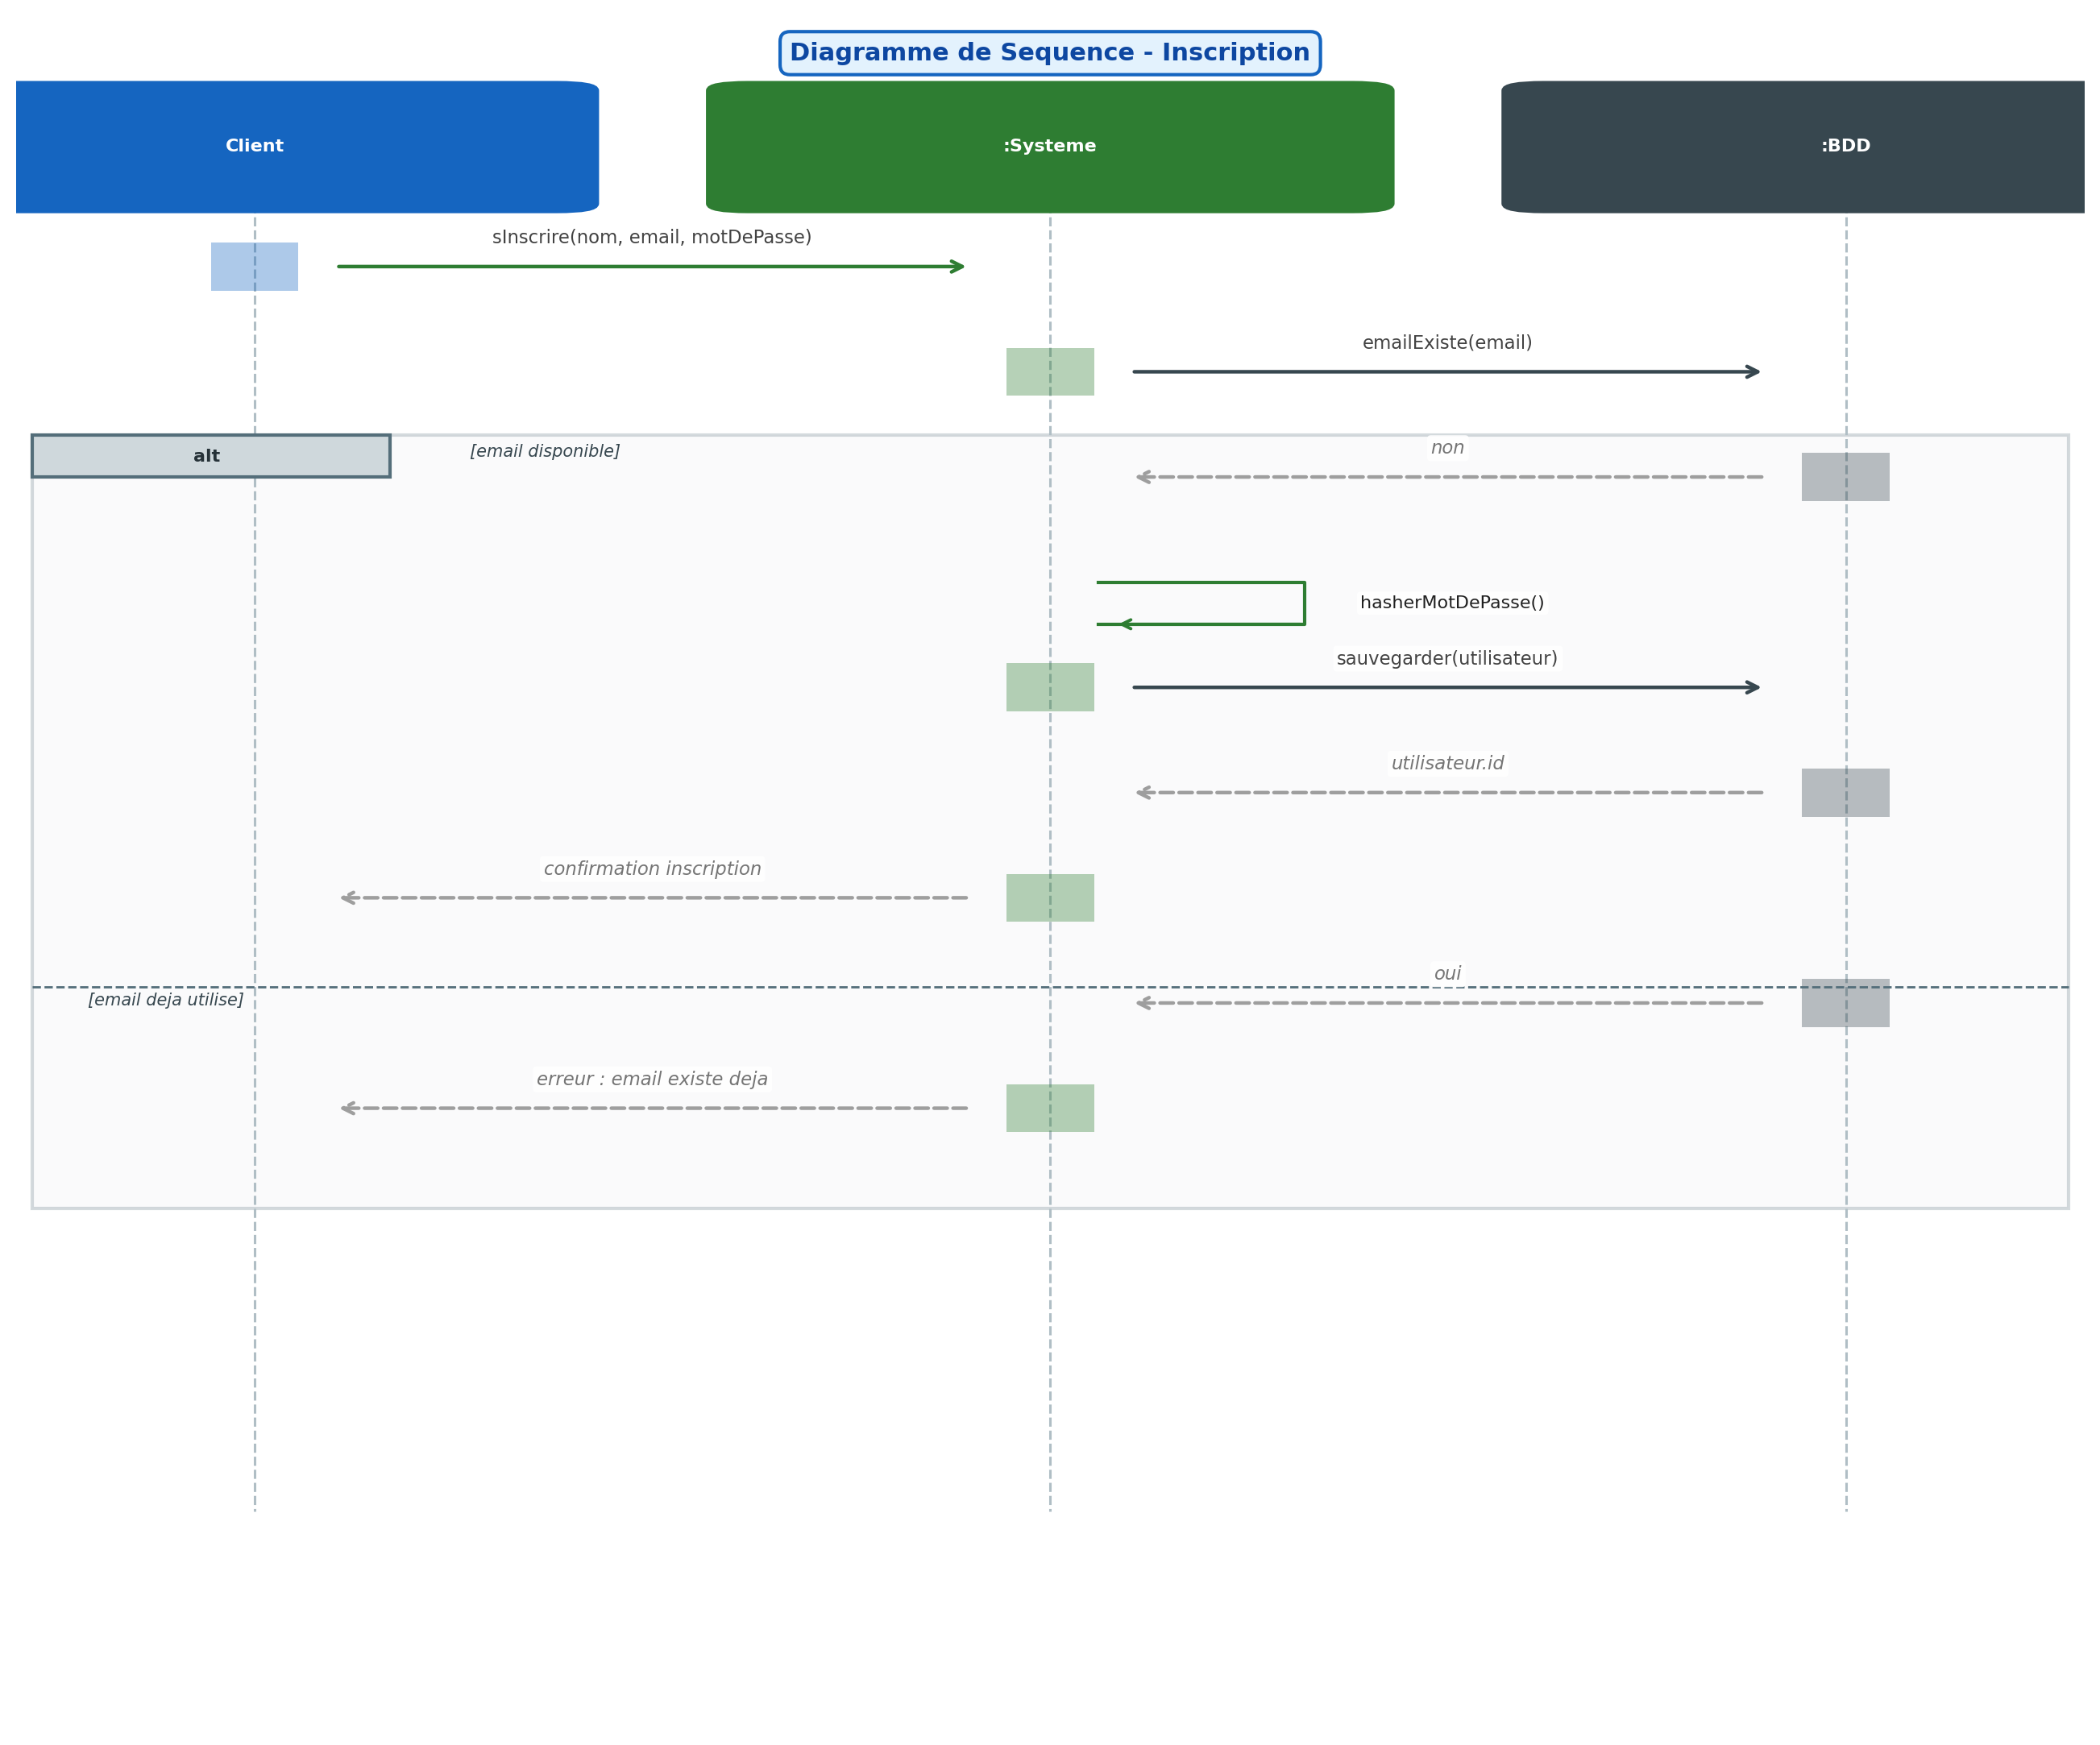 Diagramme de Sequence - Inscription
Client
:Systeme
:BDD
sInscrire(nom, email, motDePasse)
emailExiste(email)
alt
[email disponible]
non
hasherMotDePasse()
sauvegarder(utilisateur)
utilisateur.id
confirmation inscription
oui
[email deja utilise]
erreur : email existe deja